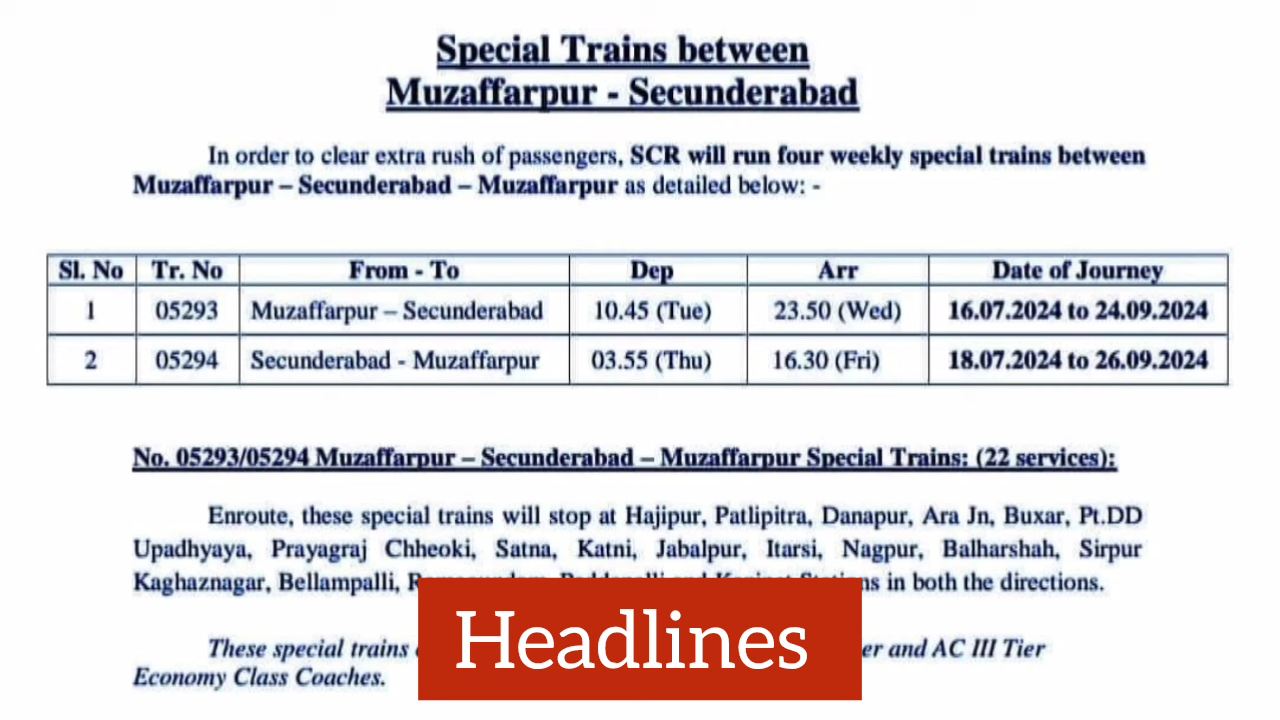 Special Trains between
Muzaffarpur - Secunderabad
In order to clear extra rush of passengers, SCR will run four weekly special trains between
Muzaffarpur – Secunderabad – Muzaffarpur as detailed below: -
Sl. No Tr. No From - To Dep Arr Date of Journey
1 05293 Muzaffarpur – Secunderabad 10.45 (Tue) 23.50 (Wed) 16.07.2024 to 24.09.2024
2 05294 Secunderabad - Muzaffarpur 03.55 (Thu) 16.30 (Fri) 18.07.2024 to 26.09.2024
No. 05293/05294 Muzaffarpur – Secunderabad – Muzaffarpur Special Trains: (22 services):
Enroute, these special trains will stop at Hajipur, Patlipitra, Danapur, Ara Jn, Buxar, Pt.DD
Upadhyaya, Prayagraj Chheoki, Satna, Katni, Jabalpur, Itarsi, Nagpur, Balharshah, Sirpur
Kaghaznagar, Bellampalli, in both the directions.
Headlines
These special trains and AC III Tier
Economy Class Coaches.